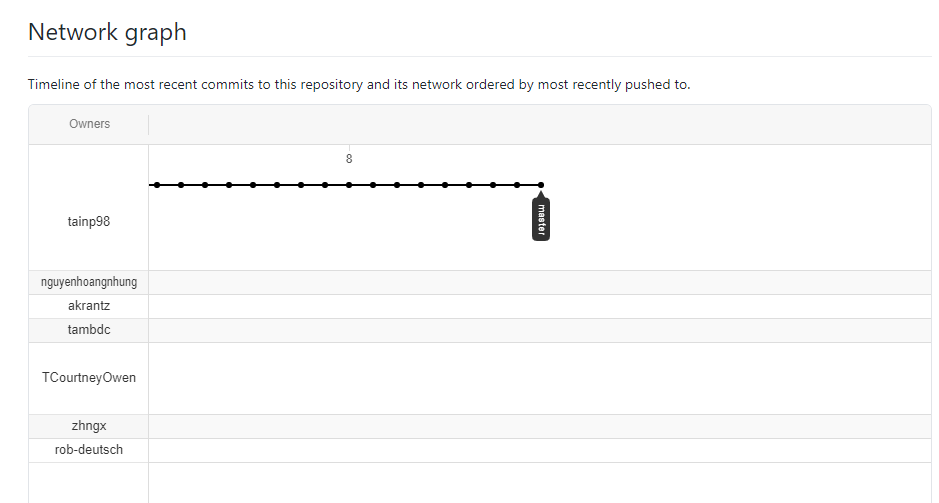 Network graph
Timeline of the most recent commits to this repository and its network ordered by most recently pushed to.
Owners
8
master
tainp98
nguyenhoangnhung
akrantz
tambdc
TCourtneyOwen
zhngx
rob-deutsch